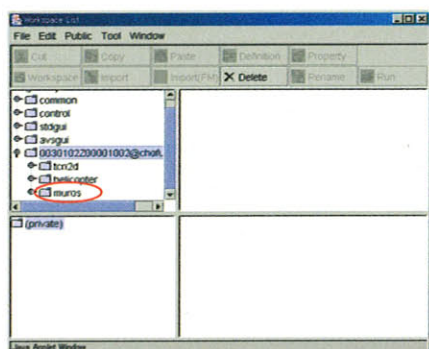 Workspace List
File Edit Public Tool Window
Cut Copy Paste Definition Property
Workspace Import Import(FM) Delete Rename Run
common
control
stdgui
avsgui
tcn2d
helicopter
muros
(private)
Java Applet Window